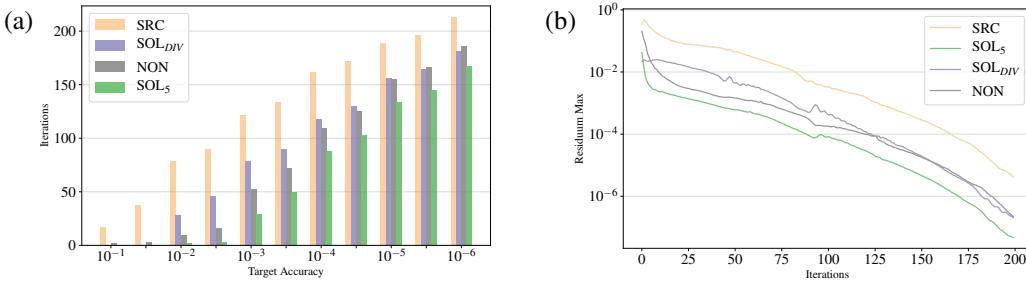 (a)
200
150
100
50
0
Iterations
SRC
SOL_DIV
NON
SOL_5
10^−1
10^−2
10^−3
10^−4
10^−5
10^−6
Target Accuracy
(b)
10^0
10^−2
10^−4
10^−6
Residuum Max
SRC
SOL_5
SOL_DIV
NON
0
25
50
75
100
125
150
175
200
Iterations